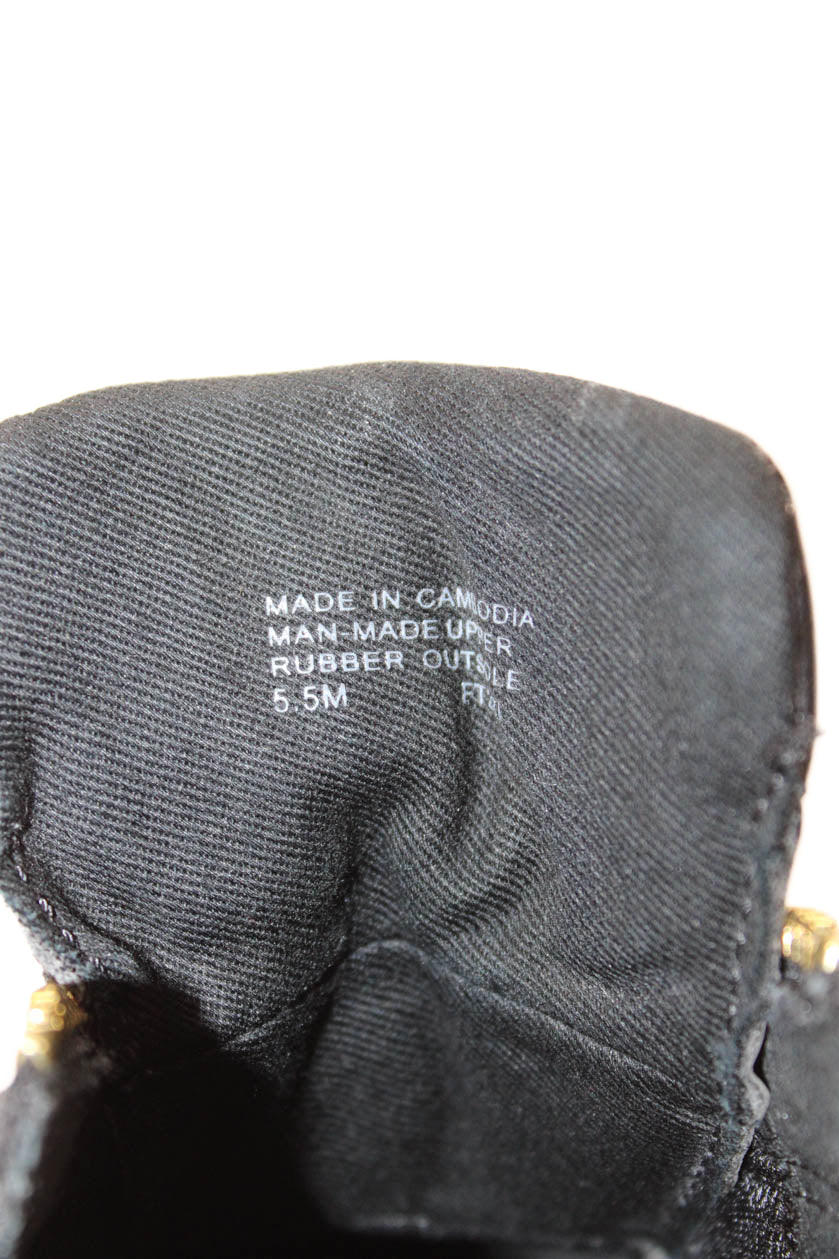 MADE IN CAMBODIA
MAN-MADE UPPER
RUBBER OUTSOLE
5.5M